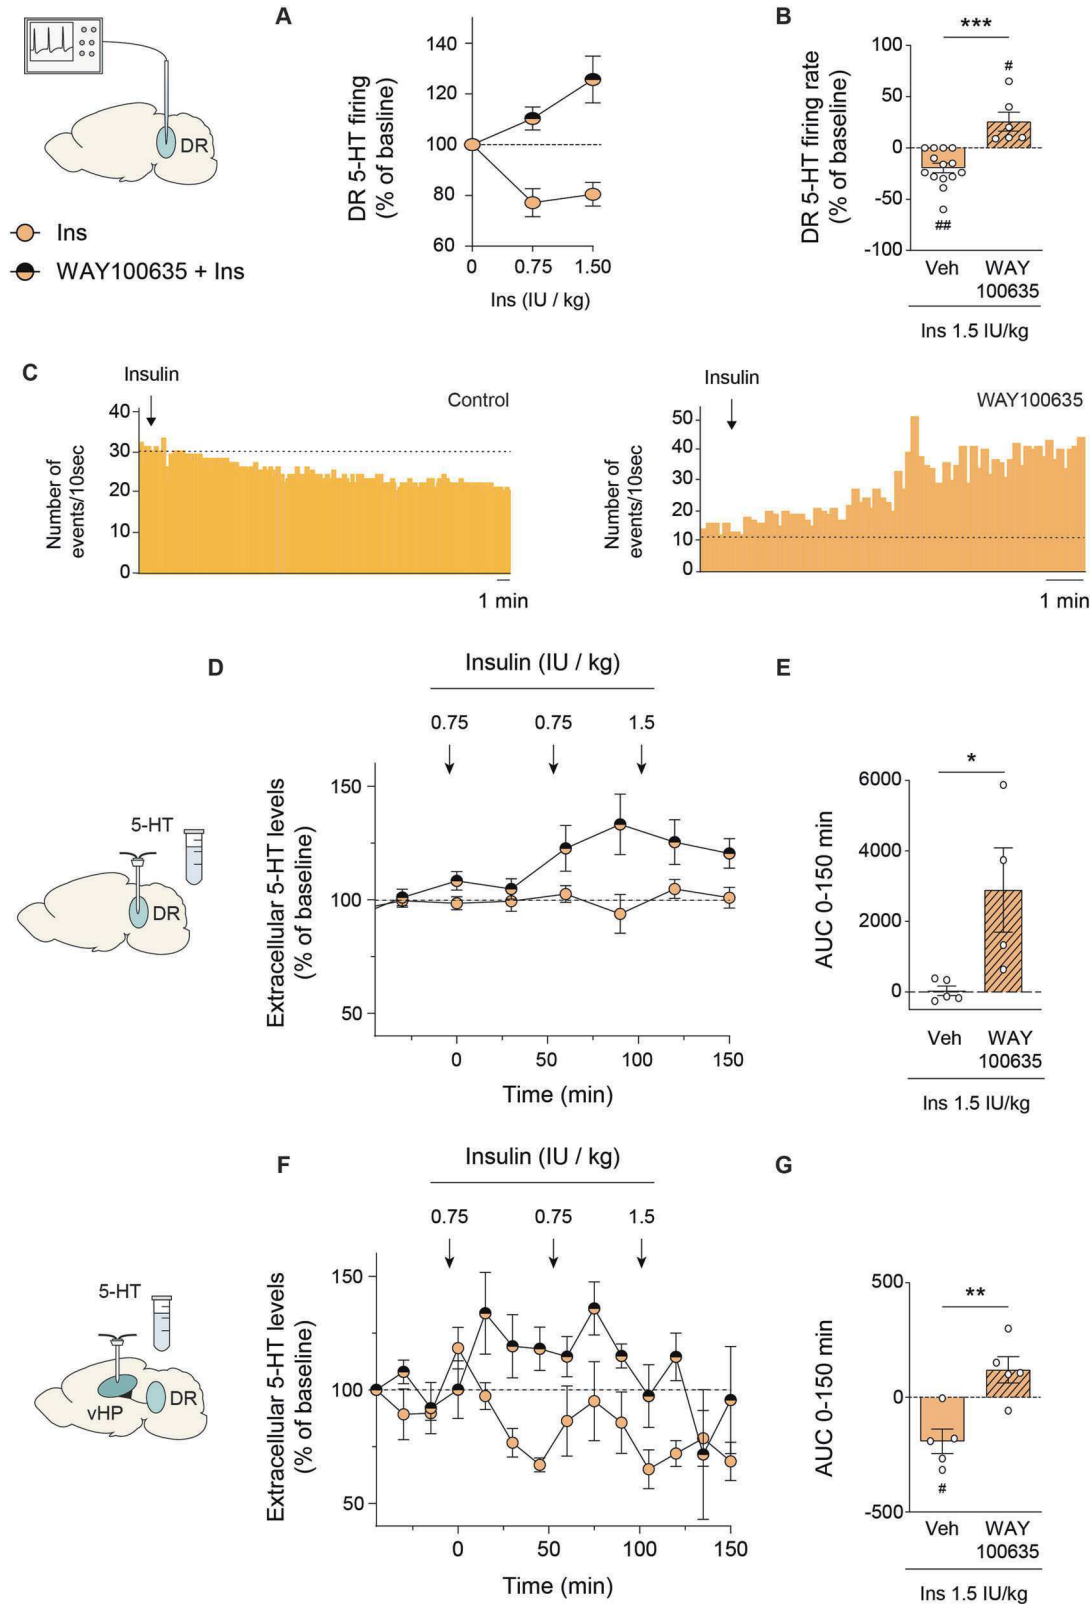 DR
Ins
WAY100635 + Ins
A
DR 5-HT firing
(% of basline)
140
120
100
80
60
0
0.75
1.50
Ins (IU / kg)
B
***
DR 5-HT firing rate
(% of baseline)
100
50
0
-50
-100
#
##
Veh
WAY
100635
Ins 1.5 IU/kg
C
Insulin
Control
Number of
events/10sec
40
30
20
10
0
1 min
Insulin
WAY100635
Number of
events/10sec
50
40
30
20
10
0
1 min
5-HT
DR
D
Insulin (IU / kg)
0.75
0.75
1.5
Extracellular 5-HT levels
(% of baseline)
150
100
50
0
50
100
150
Time (min)
E
*
AUC 0-150 min
6000
4000
2000
0
Veh
WAY
100635
Ins 1.5 IU/kg
5-HT
DR
vHP
F
Insulin (IU / kg)
0.75
0.75
1.5
Extracellular 5-HT levels
(% of baseline)
150
100
50
0
50
100
150
Time (min)
G
**
AUC 0-150 min
500
0
-500
#
Veh
WAY
100635
Ins 1.5 IU/kg